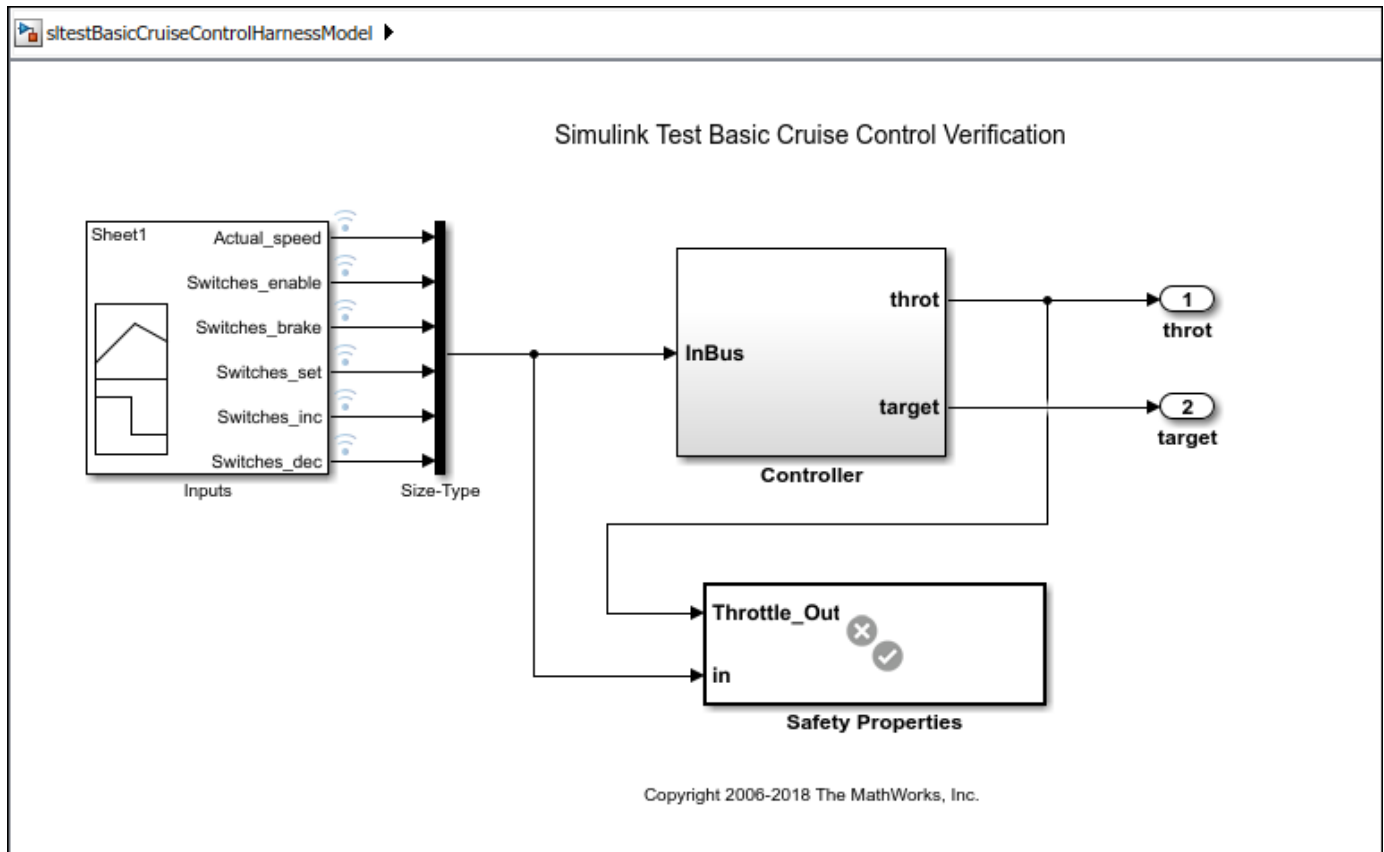 sltestBasicCruiseControlHarnessModel
Simulink Test Basic Cruise Control Verification
Sheet1
Actual_speed
Switches_enable
Switches_brake
Switches_set
Switches_inc
Switches_dec
Inputs
Size-Type
InBus
throt
target
Controller
1
throt
2
target
Throttle_Out
in
Safety Properties
Copyright 2006-2018 The MathWorks, Inc.